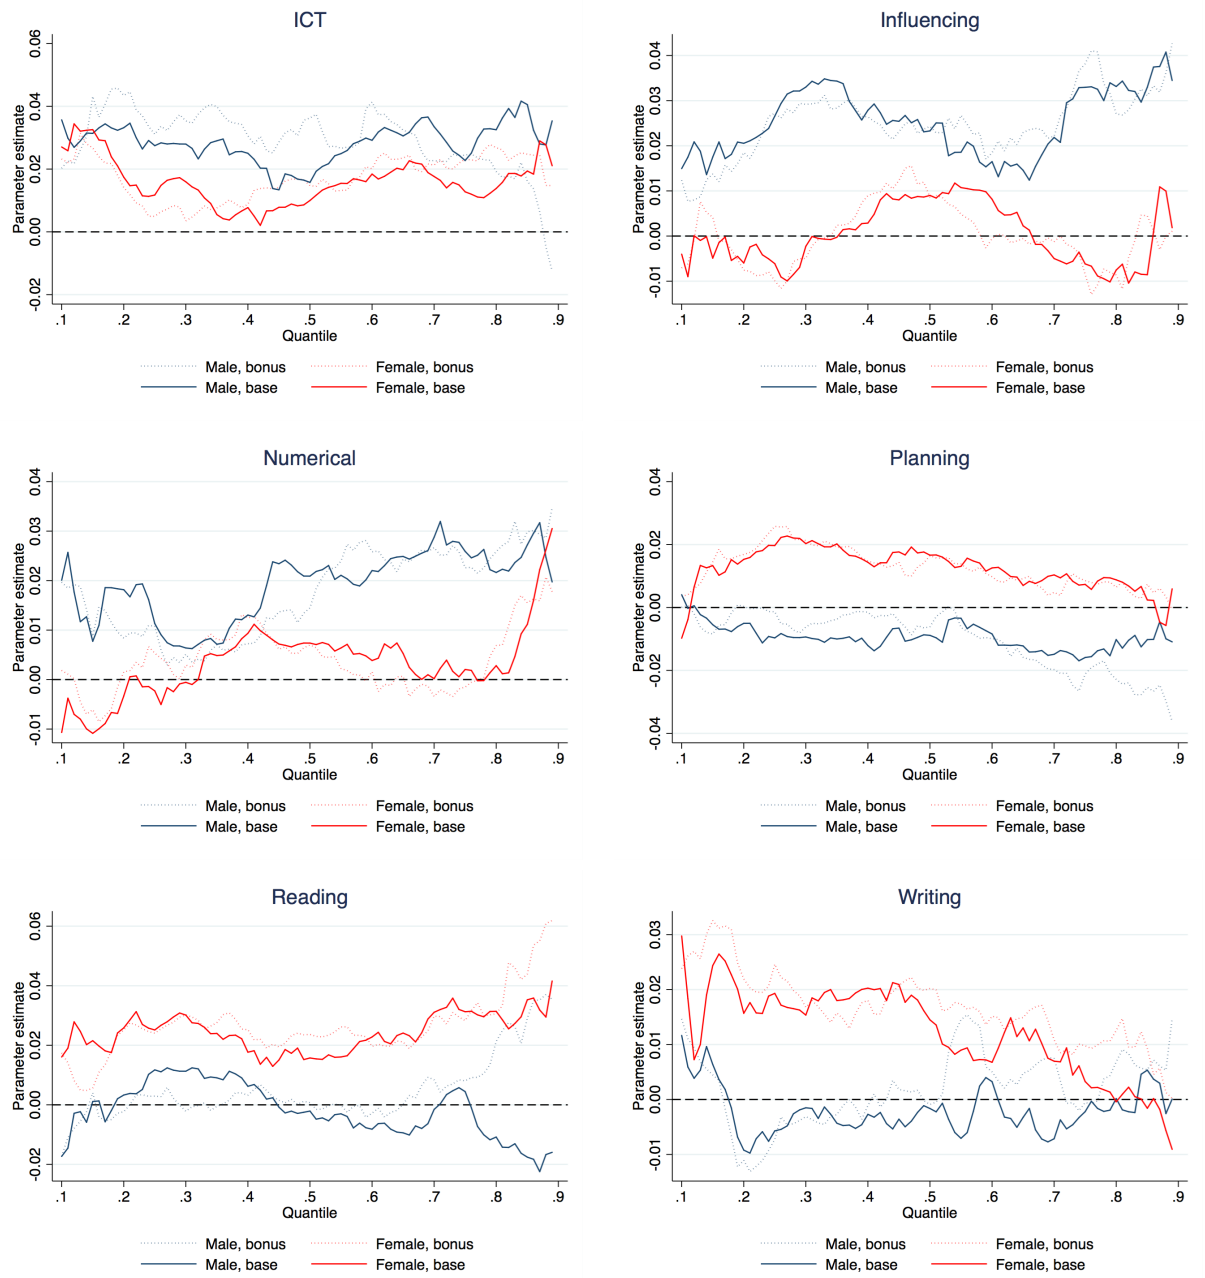 ICT
Parameter estimate
-0.02 0.00 0.02 0.04 0.06
.1 .2 .3 .4 .5 .6 .7 .8 .9
Quantile
Male, bonus Female, bonus
Male, base Female, base
Influencing
Parameter estimate
-0.01 0.00 0.01 0.02 0.03 0.04
.1 .2 .3 .4 .5 .6 .7 .8 .9
Quantile
Male, bonus Female, bonus
Male, base Female, base
Numerical
Parameter estimate
-0.01 0.00 0.01 0.02 0.03 0.04
.1 .2 .3 .4 .5 .6 .7 .8 .9
Quantile
Male, bonus Female, bonus
Male, base Female, base
Planning
Parameter estimate
-0.04 -0.02 0.00 0.02 0.04
.1 .2 .3 .4 .5 .6 .7 .8 .9
Quantile
Male, bonus Female, bonus
Male, base Female, base
Reading
Parameter estimate
-0.02 0.00 0.02 0.04 0.06
.1 .2 .3 .4 .5 .6 .7 .8 .9
Quantile
Male, bonus Female, bonus
Male, base Female, base
Writing
Parameter estimate
-0.01 0.00 0.01 0.02 0.03
.1 .2 .3 .4 .5 .6 .7 .8 .9
Quantile
Male, bonus Female, bonus
Male, base Female, base